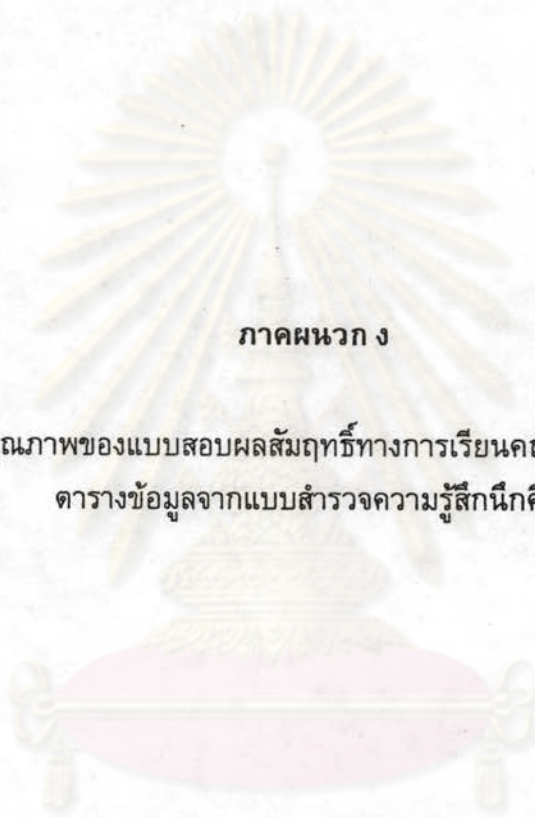 ภาคผนวก ง
ณภาพของแบบสอบผลสัมฤทธิ์ทางการเรียนค
ตารางข้อมูลจากแบบสำรวจความรู้สึกนึกคิ